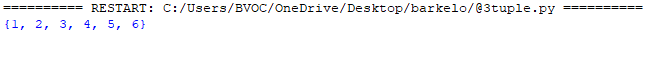 ========== RESTART: C:/Users/BVOC/OneDrive/Desktop/barkelo/@3tuple.py ==========
{1, 2, 3, 4, 5, 6}